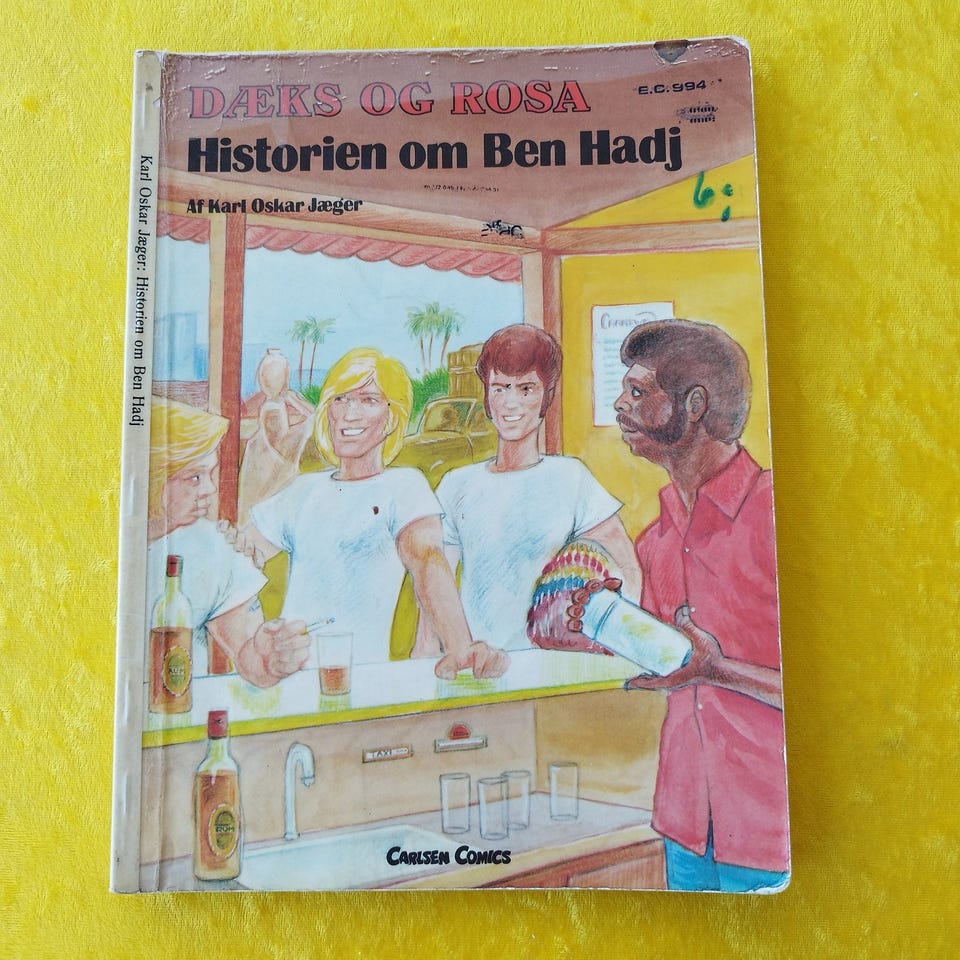 DÆKS OG ROSA
E.C. 994
Historien om Ben Hadj
Af Karl Oskar Jæger
Karl Oskar Jæger: Historien om Ben Hadj
RUM
RUM
TAXI
CARLSEN COMICS